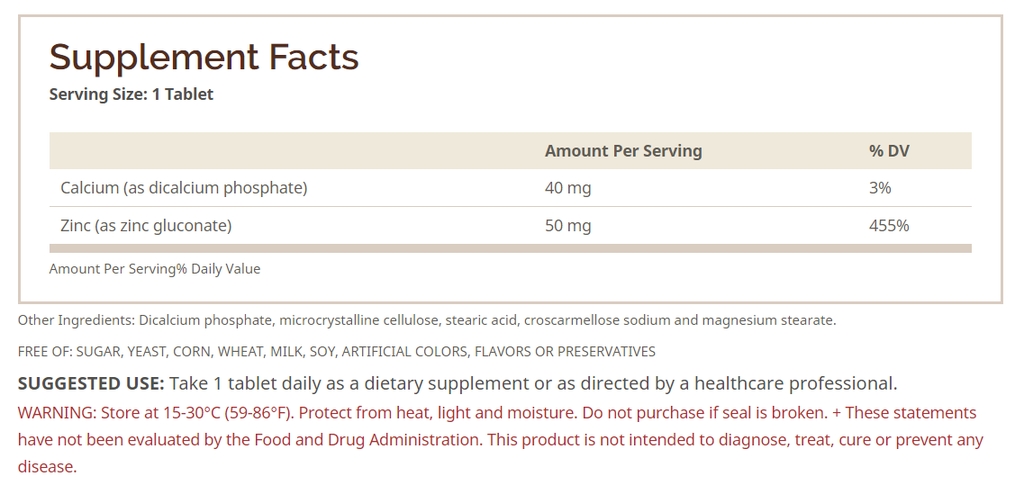 Supplement Facts
Serving Size: 1 Tablet
Amount Per Serving % DV
Calcium (as dicalcium phosphate) 40 mg 3%
Zinc (as zinc gluconate) 50 mg 455%
Amount Per Serving% Daily Value
Other Ingredients: Dicalcium phosphate, microcrystalline cellulose, stearic acid, croscarmellose sodium and magnesium stearate.
FREE OF: SUGAR, YEAST, CORN, WHEAT, MILK, SOY, ARTIFICIAL COLORS, FLAVORS OR PRESERVATIVES
SUGGESTED USE: Take 1 tablet daily as a dietary supplement or as directed by a healthcare professional.
WARNING: Store at 15-30°C (59-86°F). Protect from heat, light and moisture. Do not purchase if seal is broken. + These statements
have not been evaluated by the Food and Drug Administration. This product is not intended to diagnose, treat, cure or prevent any
disease.